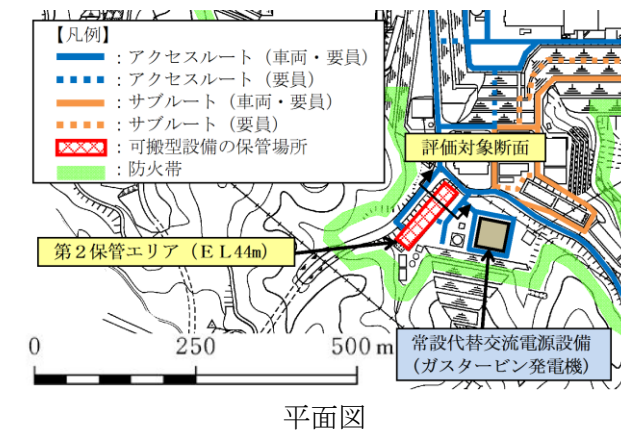 【凡例】
：アクセスルート（車両・要員）
：アクセスルート（要員）
：サブルート（車両・要員）
：サブルート（要員）
：可搬型設備の保管場所
：防火帯
評価対象断面
第２保管エリア（ＥＬ44m）
常設代替交流電源設備
（ガスタービン発電機）
0 250 500 m
平面図